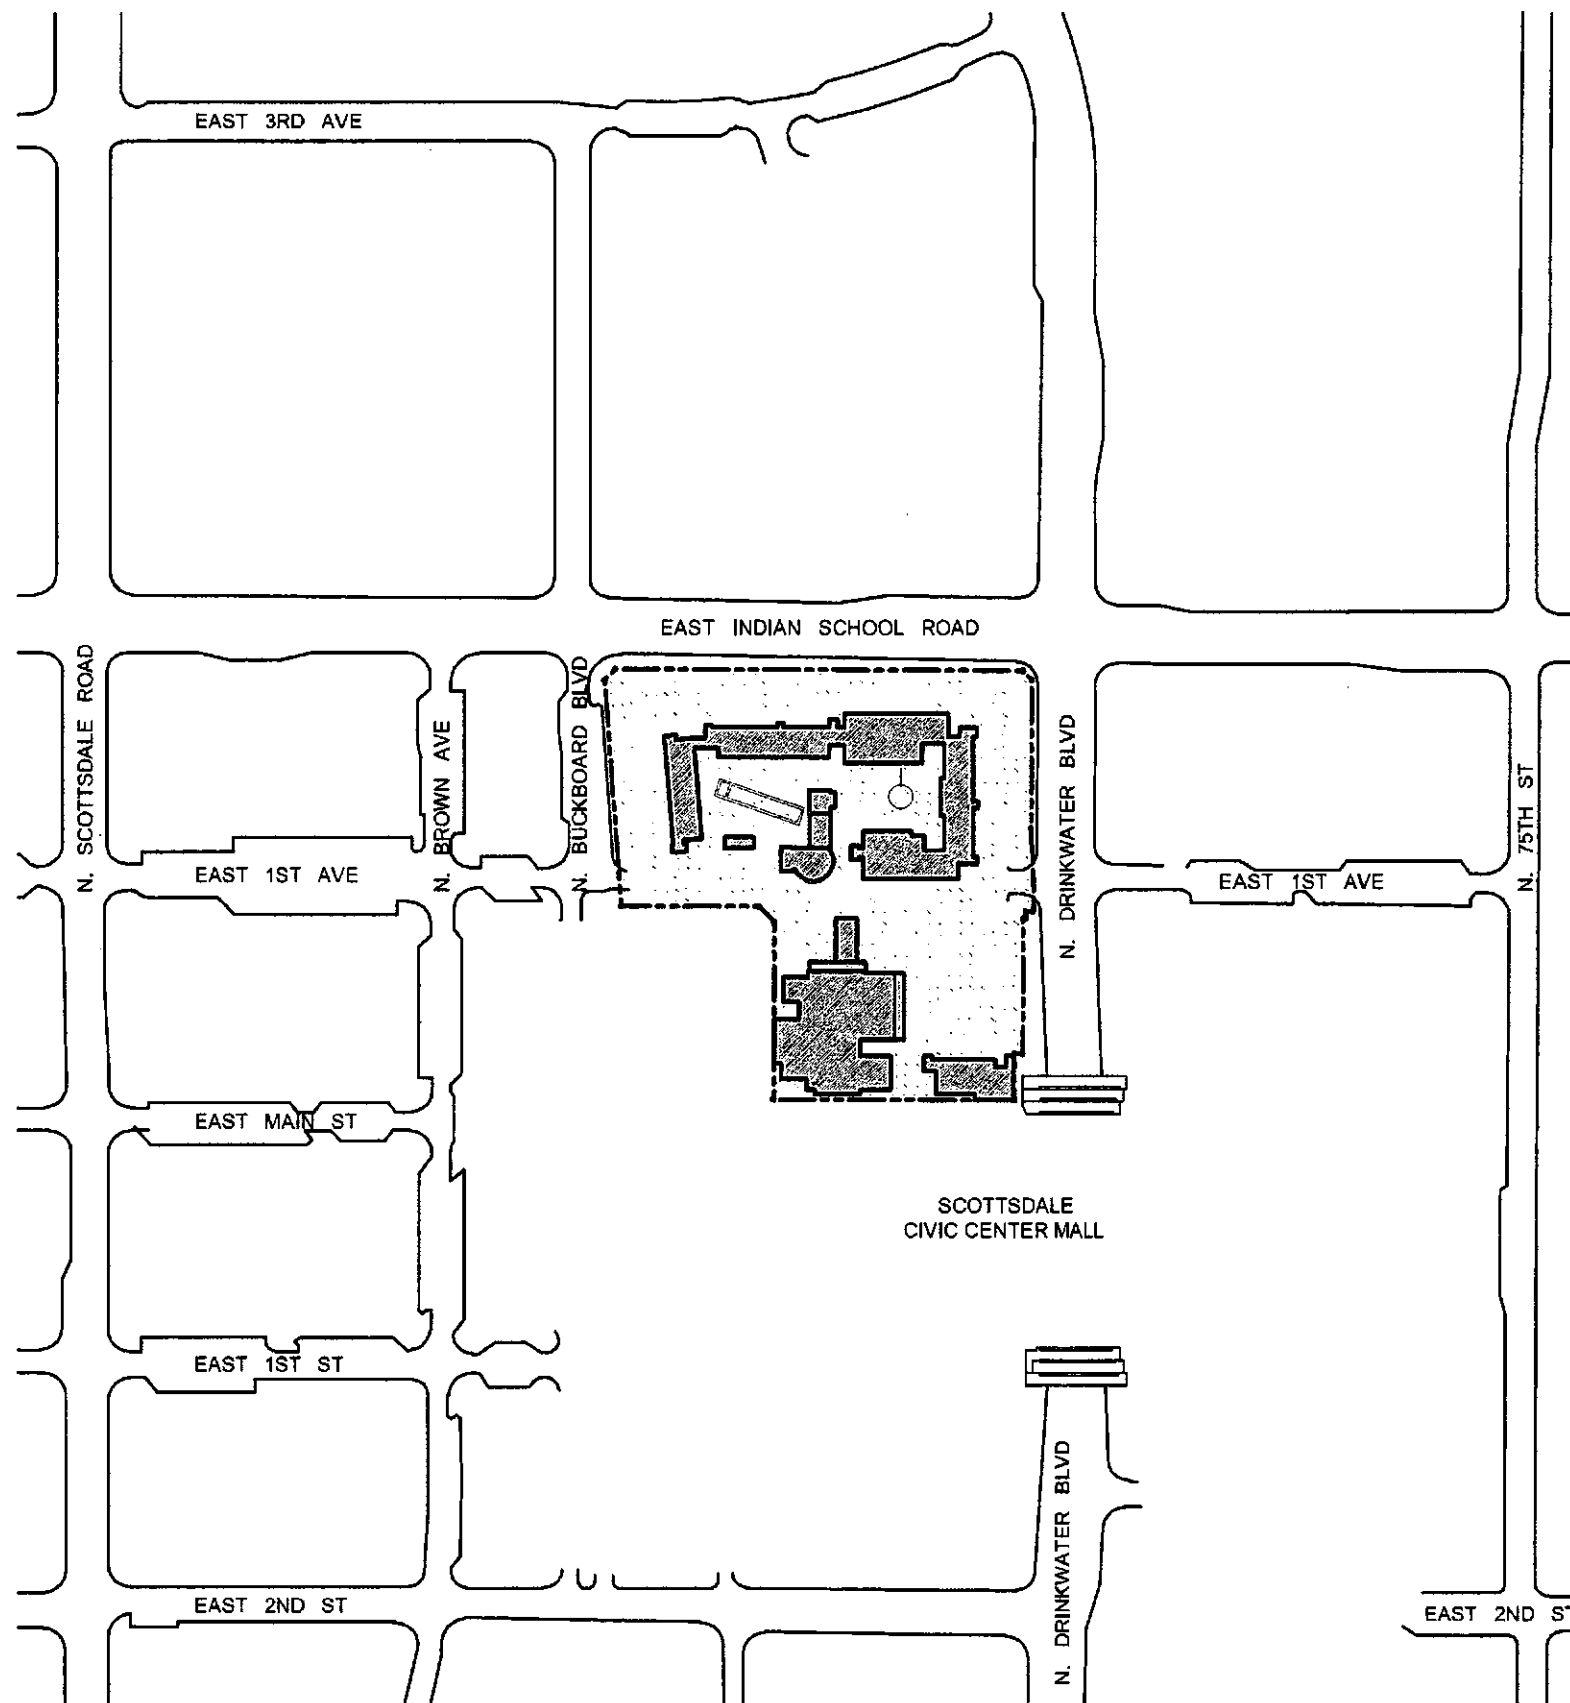 EAST 3RD AVE
EAST INDIAN SCHOOL ROAD
N. SCOTTSDALE ROAD
N. BROWN AVE
N. BUCKBOARD BLVD
N. DRINKWATER BLVD
N. 75TH ST
EAST 1ST AVE
EAST 1ST AVE
EAST MAIN ST
SCOTTSDALE
CIVIC CENTER MALL
EAST 1ST ST
N. DRINKWATER BLVD
EAST 2ND ST
EAST 2ND ST